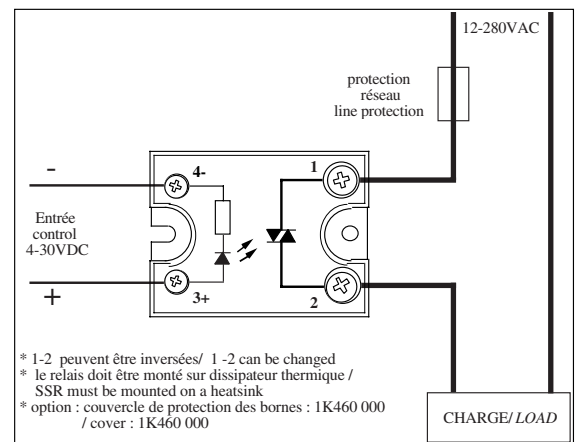 12-280VAC
protection
réseau
line protection
-
4-
1
Entrée
control
4-30VDC
+
3+
2
* 1-2 peuvent être inversées/ 1 -2 can be changed
* le relais doit être monté sur dissipateur thermique /
SSR must be mounted on a heatsink
* option : couvercle de protection des bornes : 1K460 000
/ cover : 1K460 000
CHARGE/ LOAD